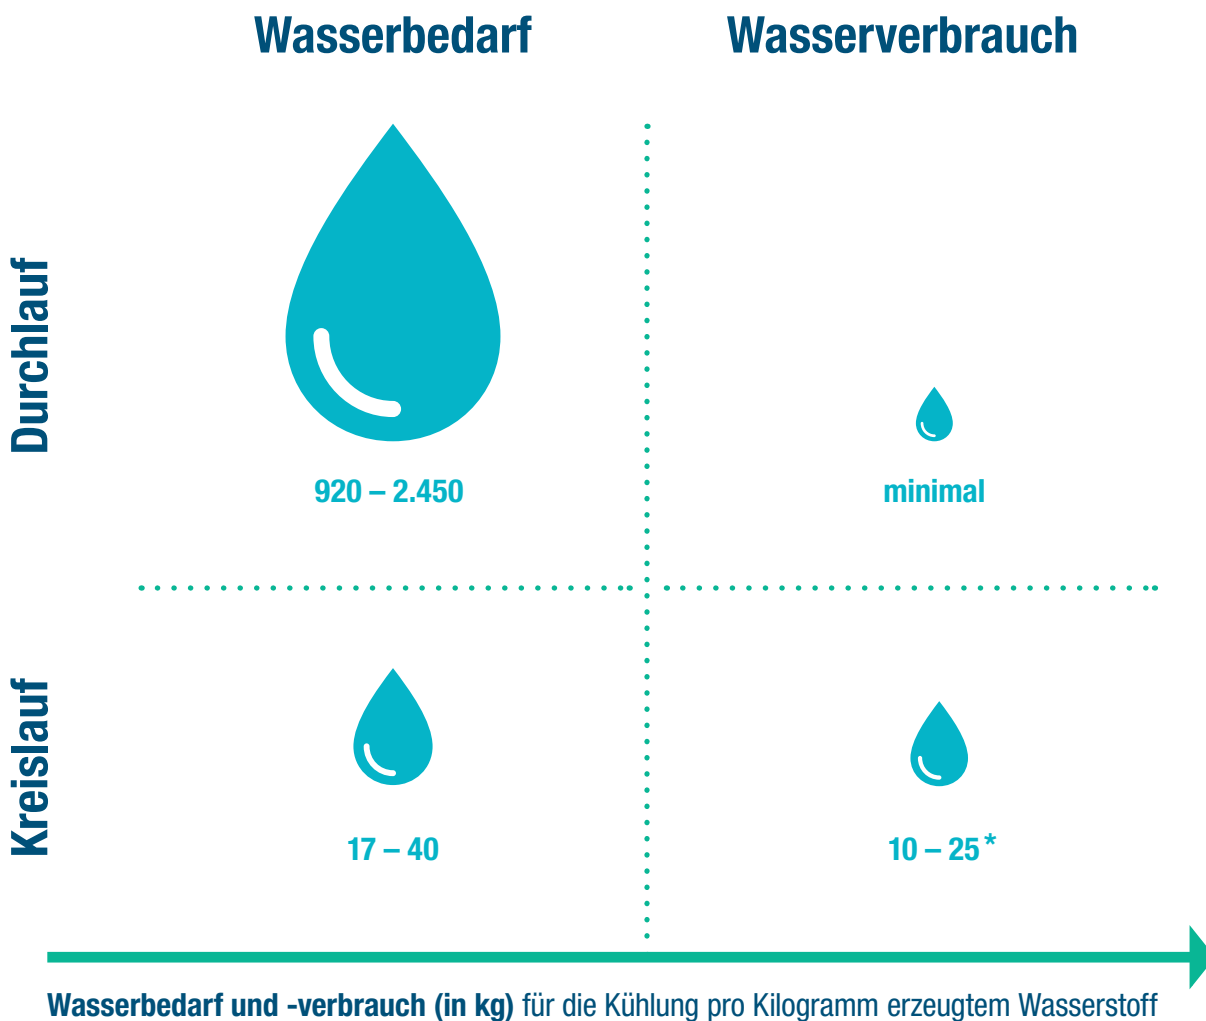 Wasserbedarf
Wasserverbrauch
Durchlauf
920 – 2.450
minimal
Kreislauf
17 – 40
10 – 25*
Wasserbedarf und -verbrauch (in kg) für die Kühlung pro Kilogramm erzeugtem Wasserstoff